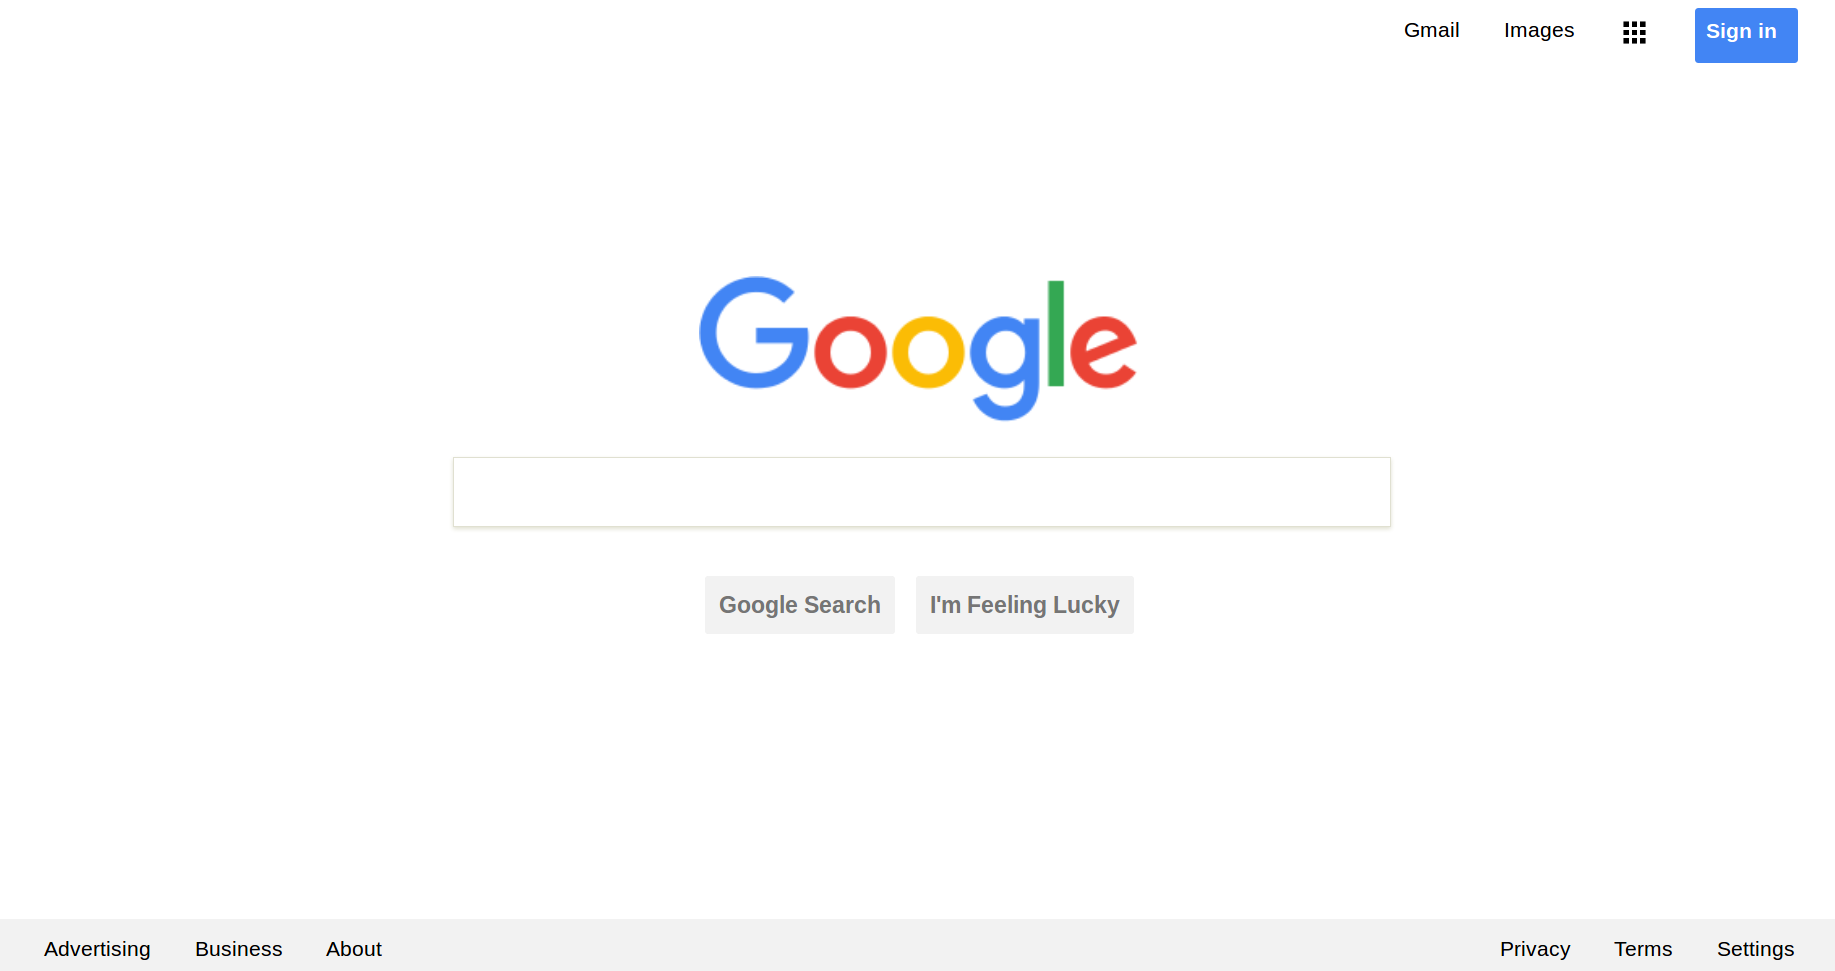 Gmail Images Sign in
Google
Google Search I'm Feeling Lucky
Advertising Business About Privacy Terms Settings